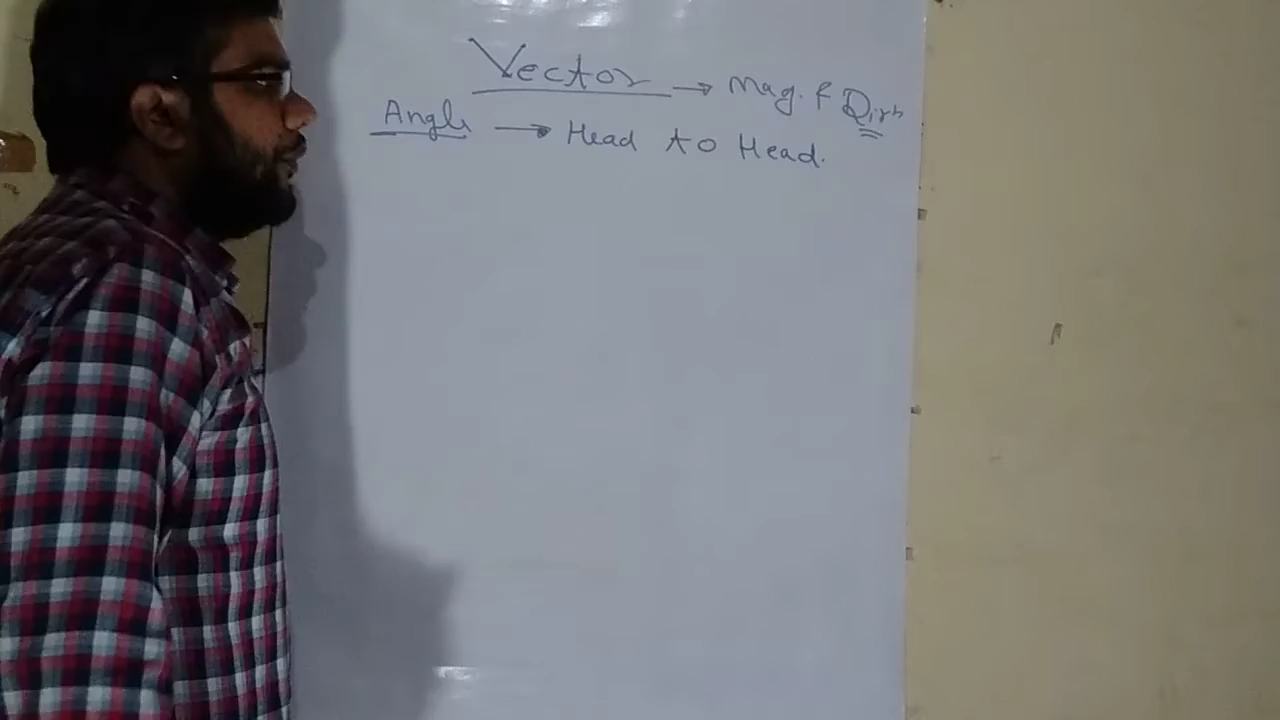 Vector → Mag. & Dirn
Angle → Head to Head.